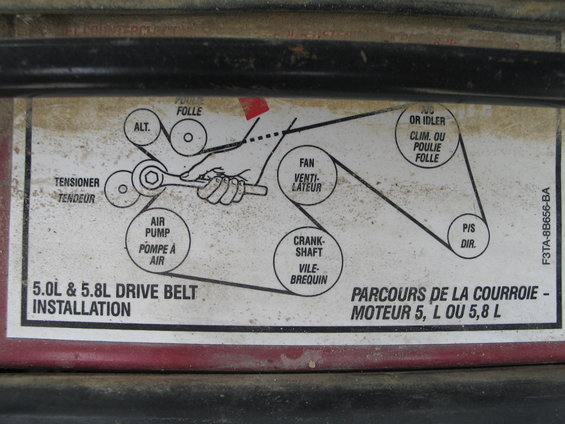 POULIE
FOLLE
ALT.
OR IDLER
CLIM. OU
POULIE
FOLLE
FAN
VENTI-
LATEUR
TENSIONER
TENDEUR
AIR
PUMP
POMPE À
AIR
CRANK-
SHAFT
VILE-
BREQUIN
P/S
DIR.
F3TA-8B656-BA
5.0L & 5.8L DRIVE BELT
INSTALLATION
PARCOURS DE LA COURROIE -
MOTEUR 5, L OU 5,8 L